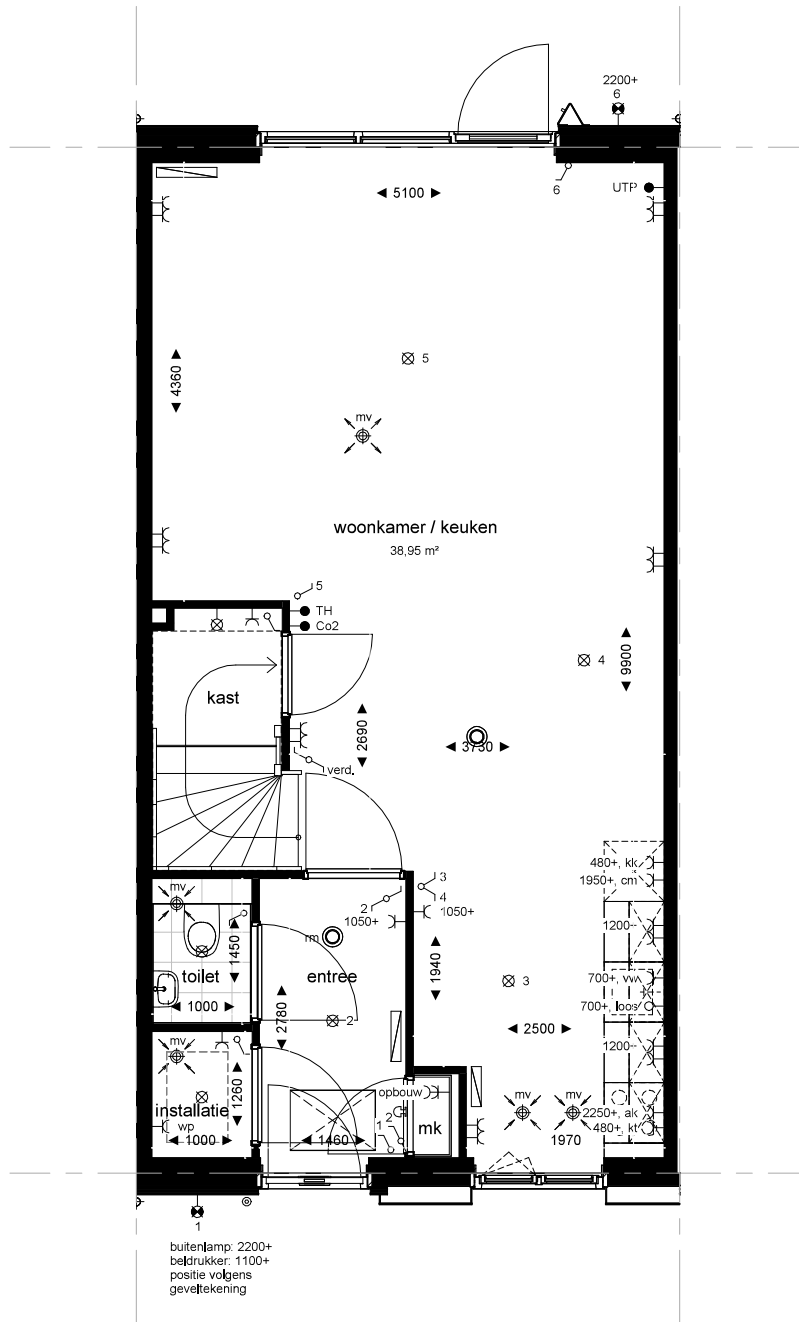 2200+
6
6
UTP
5100
4360
5
mv
woonkamer / keuken
38,95 m²
5
TH
Co2
4
9900
kast
2690
3730
verd.
480+, kk
1950+, cm
3
4
2
1050+
1050+
mv
1200+
rm
1450
toilet
entree
1940
700+, vw
700+, loos
3
1000
2780
2
2500
1200+
mv
1260
opbouw
mv
mv
installatie
wp
1000
1460
1
2
mk
1970
2250+, ak
480+, kt
1
buitenlamp: 2200+
beldrukker: 1100+
positie volgens
geveltekening